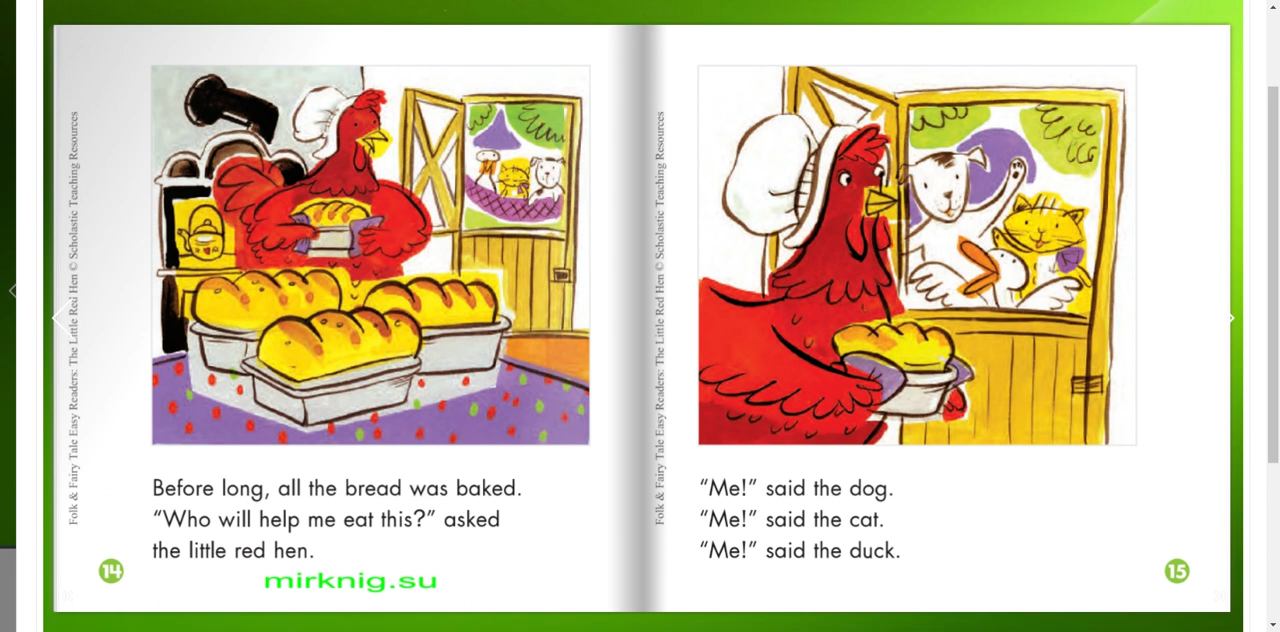 Folk & Fairy Tale Easy Readers: The Little Red Hen © Scholastic Teaching Resources
Before long, all the bread was baked.
“Who will help me eat this?” asked
the little red hen.
14
mirknig.su
Folk & Fairy Tale Easy Readers: The Little Red Hen © Scholastic Teaching Resources
“Me!” said the dog.
“Me!” said the cat.
“Me!” said the duck.
15